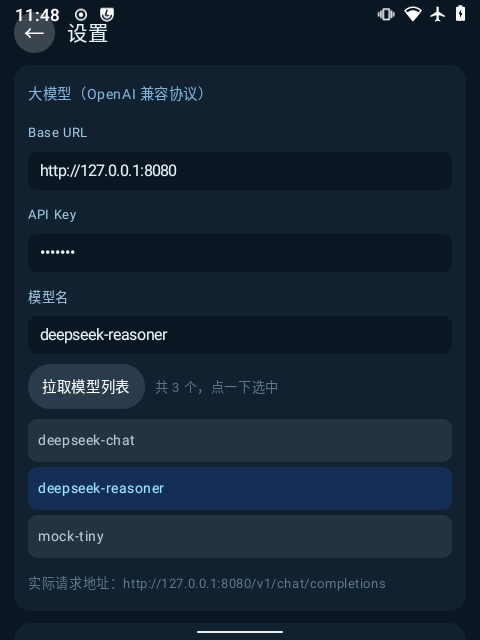 11:48
设置
大模型（OpenAI 兼容协议）
Base URL
http://127.0.0.1:8080
API Key
•••••••
模型名
deepseek-reasoner
拉取模型列表 共 3 个，点一下选中
deepseek-chat
deepseek-reasoner
mock-tiny
实际请求地址：http://127.0.0.1:8080/v1/chat/completions